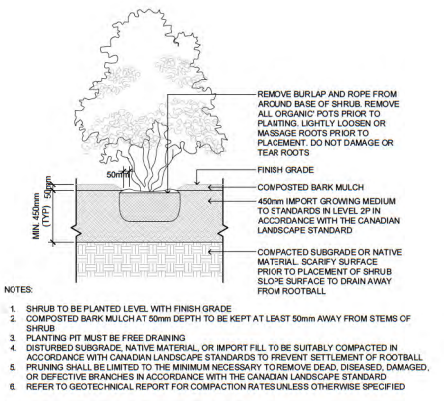 REMOVE BURLAP AND ROPE FROM
AROUND BASE OF SHRUB. REMOVE
ALL ORGANIC' POTS PRIOR TO
PLANTING. LIGHTLY LOOSEN OR
MASSAGE ROOTS PRIOR TO
PLACEMENT. DO NOT DAMAGE OR
TEAR ROOTS
50mm
FINISH GRADE
COMPOSTED BARK MULCH
50mm
MIN. 450mm
(TYP)
450mm IMPORT GROWING MEDIUM
TO STANDARDS IN LEVEL 2P IN
ACCORDANCE WITH THE CANADIAN
LANDSCAPE STANDARD
COMPACTED SUBGRADE OR NATIVE
MATERIAL. SCARIFY SURFACE
PRIOR TO PLACEMENT OF SHRUB
SLOPE SURFACE TO DRAIN AWAY
FROM ROOTBALL
NOTES:
1. SHRUB TO BE PLANTED LEVEL WITH FINISH GRADE
2. COMPOSTED BARK MULCH AT 50mm DEPTH TO BE KEPT AT LEAST 50mm AWAY FROM STEMS OF
SHRUB
3. PLANTING PIT MUST BE FREE DRAINING
4. DISTURBED SUBGRADE, NATIVE MATERIAL, OR IMPORT FILL TO BE SUITABLY COMPACTED IN
ACCORDANCE WITH CANADIAN LANDSCAPE STANDARDS TO PREVENT SETTLEMENT OF ROOTBALL
5. PRUNING SHALL BE LIMITED TO THE MINIMUM NECESSARY TO REMOVE DEAD, DISEASED, DAMAGED,
OR DEFECTIVE BRANCHES IN ACCORDANCE WITH THE CANADIAN LANDSCAPE STANDARD
6. REFER TO GEOTECHNICAL REPORT FOR COMPACTION RATES UNLESS OTHERWISE SPECIFIED